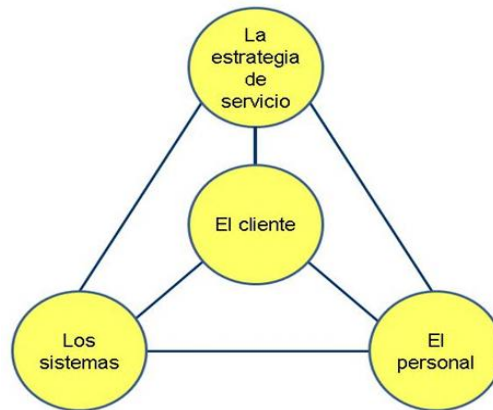 La
estrategia
de
servicio
El cliente
Los
sistemas
El
personal